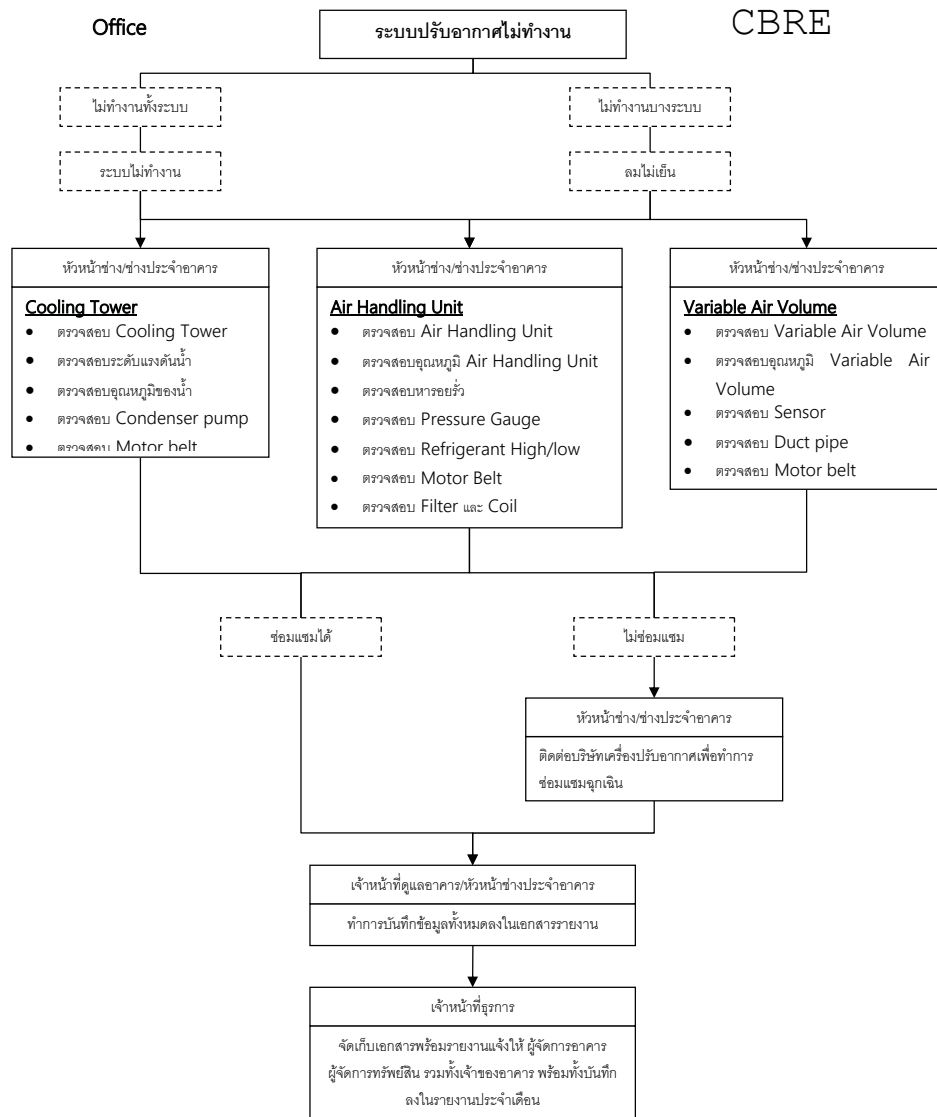 Office
CBRE
ระบบปรับอากาศไม่ทำงาน
ไม่ทำงานทั้งระบบ
ไม่ทำงานบางระบบ
ระบบไม่ทำงาน
ลมไม่เย็น
หัวหน้าช่าง/ช่างประจำอาคาร
Cooling Tower
• ตรวจสอบ Cooling Tower
• ตรวจสอบระดับแรงดันน้ำ
• ตรวจสอบอุณหภูมิของน้ำ
• ตรวจสอบ Condenser pump
• ตรวจสอบ Motor belt
หัวหน้าช่าง/ช่างประจำอาคาร
Air Handling Unit
• ตรวจสอบ Air Handling Unit
• ตรวจสอบอุณหภูมิ Air Handling Unit
• ตรวจสอบหารอยรั่ว
• ตรวจสอบ Pressure Gauge
• ตรวจสอบ Refrigerant High/low
• ตรวจสอบ Motor Belt
• ตรวจสอบ Filter และ Coil
หัวหน้าช่าง/ช่างประจำอาคาร
Variable Air Volume
• ตรวจสอบ Variable Air Volume
• ตรวจสอบอุณหภูมิ Variable Air
Volume
• ตรวจสอบ Sensor
• ตรวจสอบ Duct pipe
• ตรวจสอบ Motor belt
ซ่อมแซมได้
ไม่ซ่อมแซม
หัวหน้าช่าง/ช่างประจำอาคาร
ติดต่อบริษัทเครื่องปรับอากาศเพื่อทำการ
ซ่อมแซมฉุกเฉิน
เจ้าหน้าที่ดูแลอาคาร/หัวหน้าช่างประจำอาคาร
ทำการบันทึกข้อมูลทั้งหมดลงในเอกสารรายงาน
เจ้าหน้าที่ธุรการ
จัดเก็บเอกสารพร้อมรายงานแจ้งให้ ผู้จัดการอาคาร
ผู้จัดการทรัพย์สิน รวมทั้งเจ้าของอาคาร พร้อมทั้งบันทึก
ลงในรายงานประจำเดือน